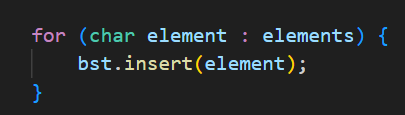 for (char element : elements) {
    bst.insert(element);
}